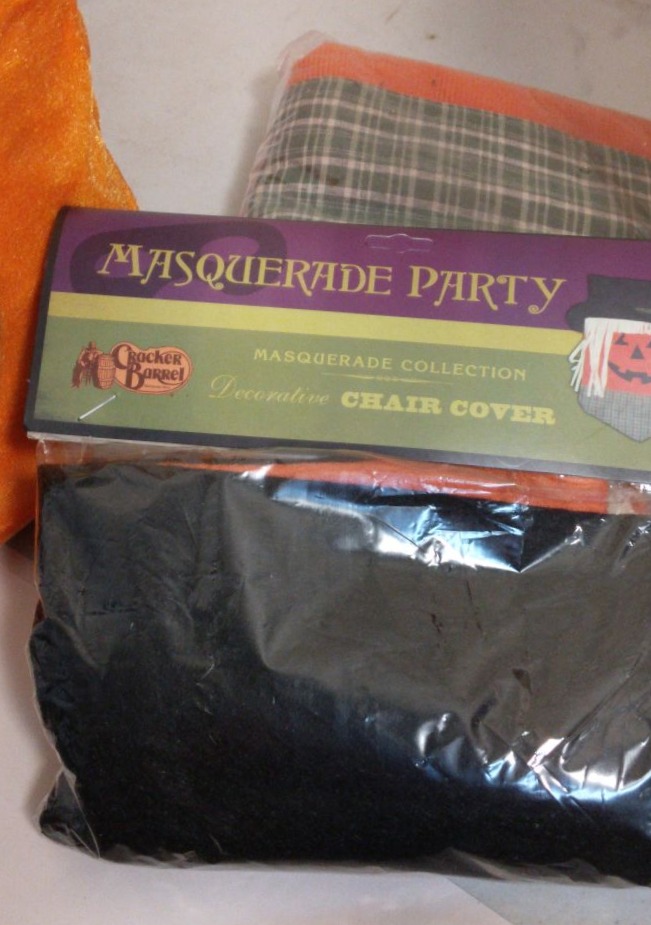 MASQUERADE PARTY
Cracker
Barrel
MASQUERADE COLLECTION
Decorative CHAIR COVER